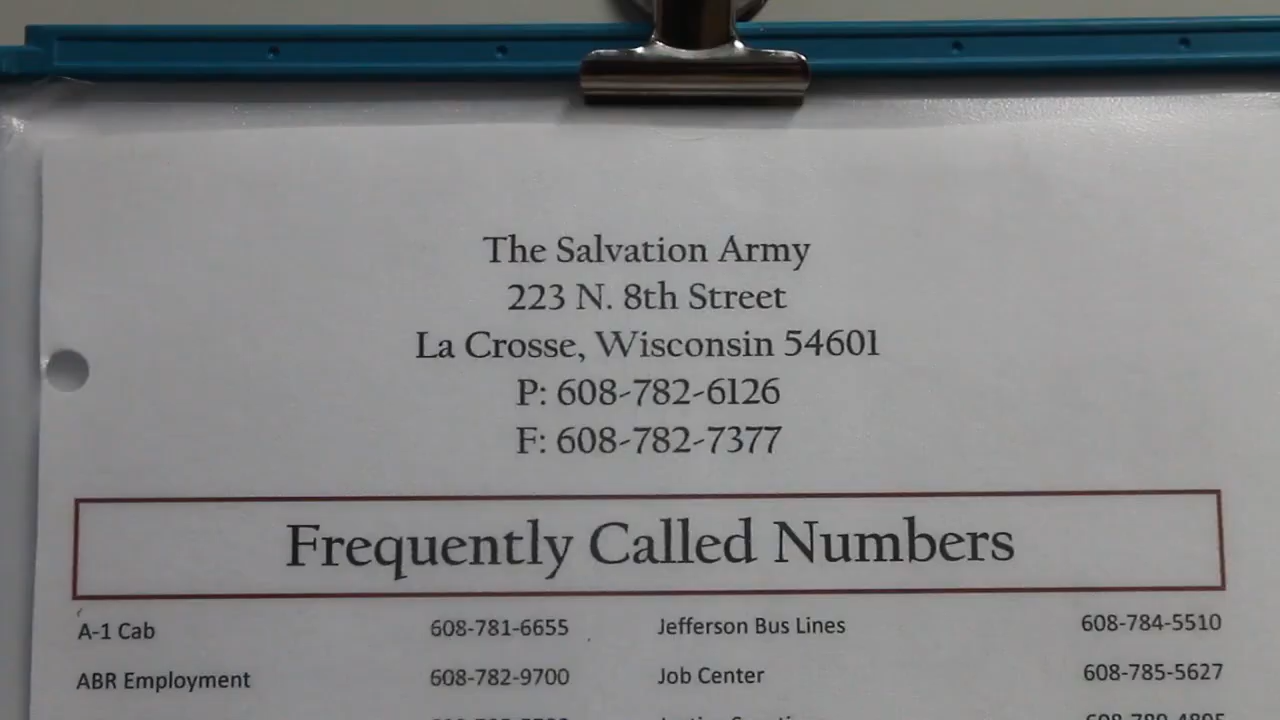 The Salvation Army
223 N. 8th Street
La Crosse, Wisconsin 54601
P: 608-782-6126
F: 608-782-7377
Frequently Called Numbers
A-1 Cab 608-781-6655 Jefferson Bus Lines 608-784-5510
ABR Employment 608-782-9700 Job Center 608-785-5627